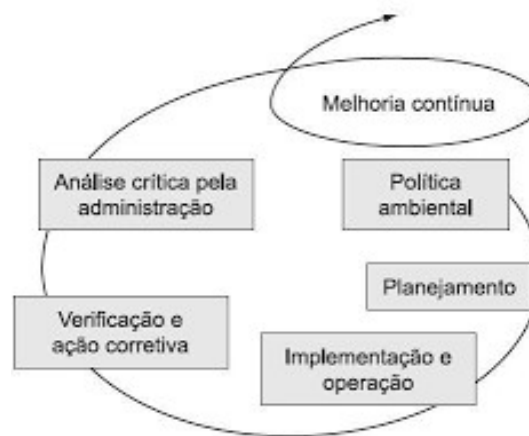 Melhoria contínua
Política
ambiental
Planejamento
Implementação e
operação
Verificação e
ação corretiva
Análise crítica pela
administração